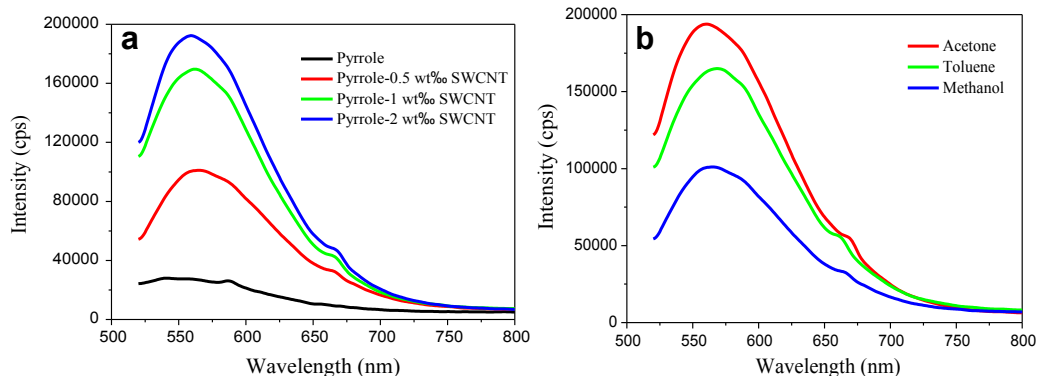 a
200000
160000
120000
80000
40000
0
Intensity (cps)
500 550 600 650 700 750 800
Wavelength (nm)
Pyrrole
Pyrrole-0.5 wt‰ SWCNT
Pyrrole-1 wt‰ SWCNT
Pyrrole-2 wt‰ SWCNT
b
200000
150000
100000
50000
0
Intensity (cps)
500 550 600 650 700 750 800
Wavelength (nm)
Acetone
Toluene
Methanol